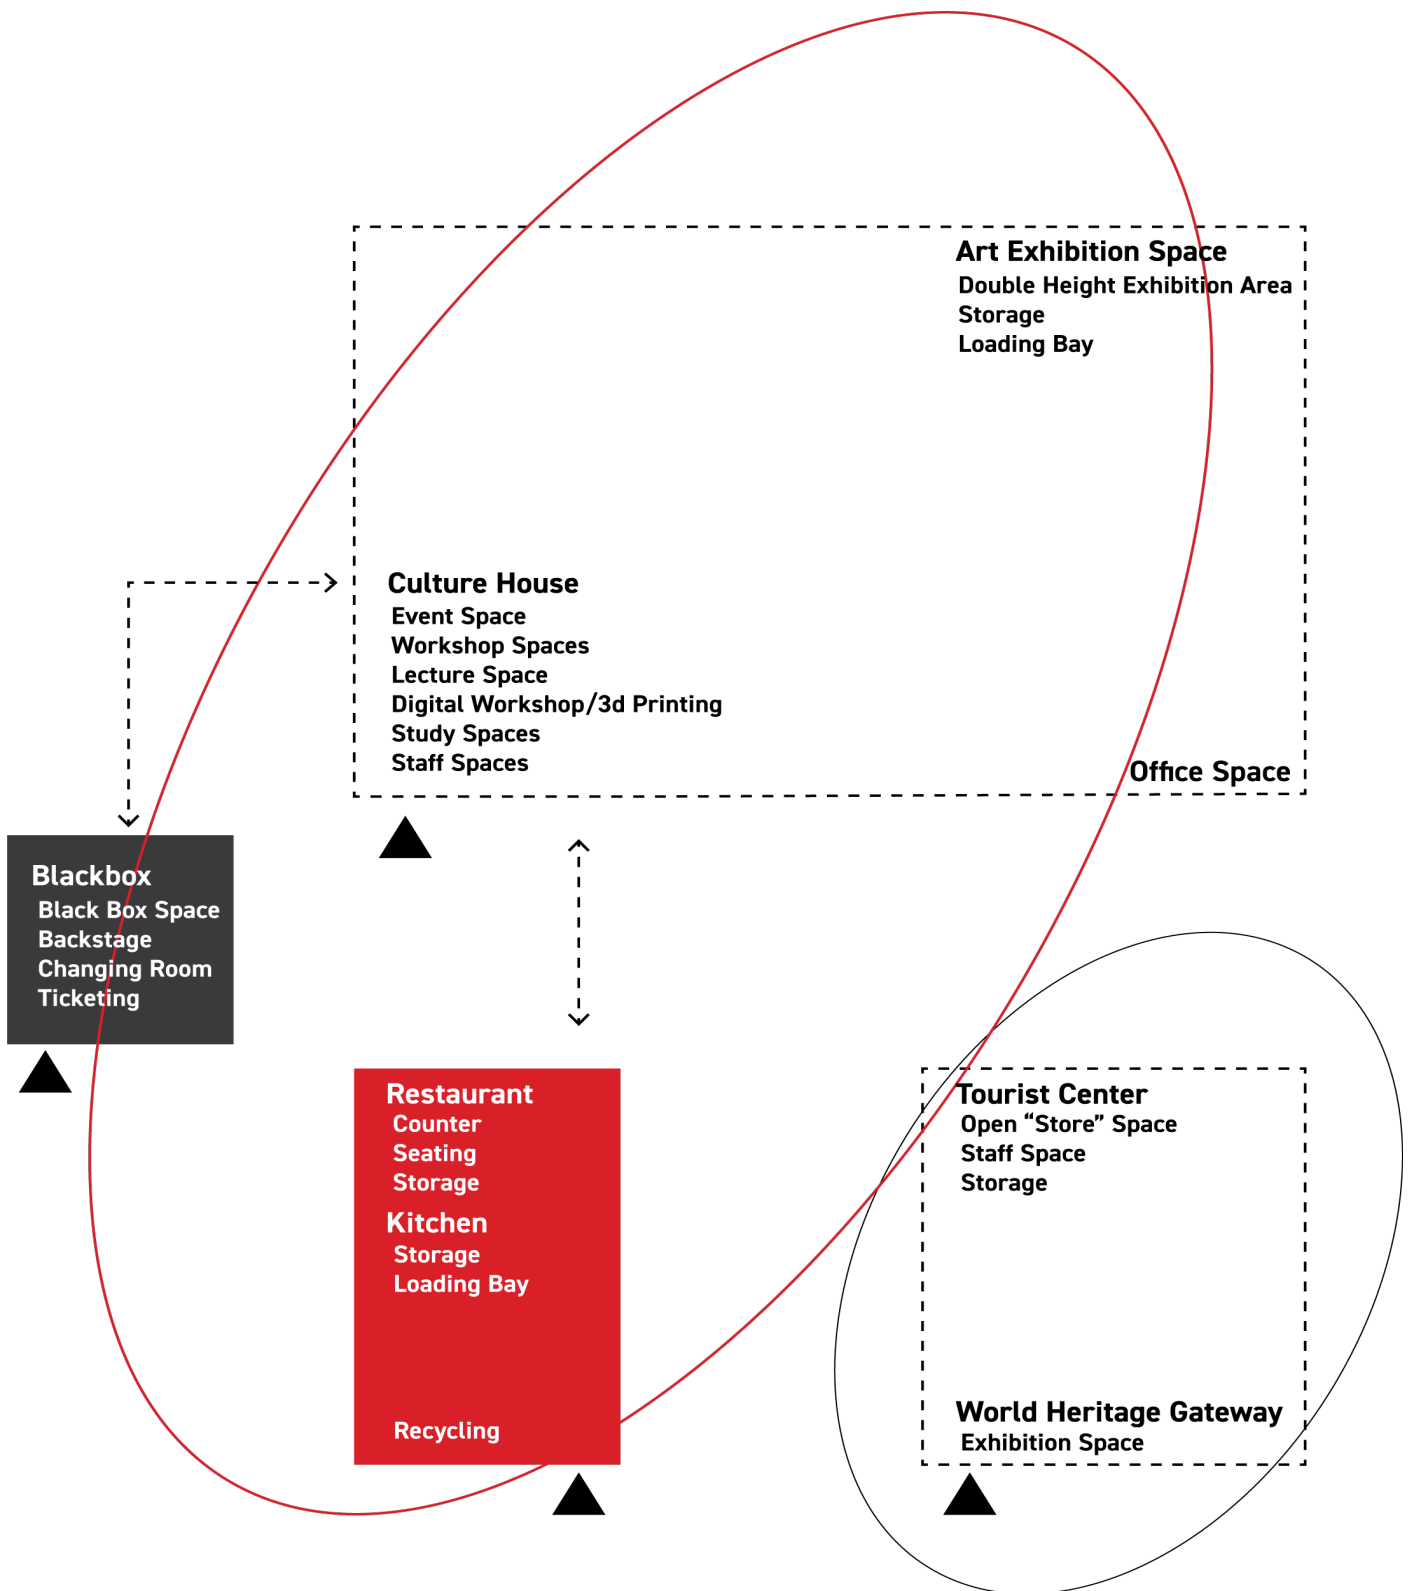 Art Exhibition Space
Double Height Exhibition Area
Storage
Loading Bay
Culture House
Event Space
Workshop Spaces
Lecture Space
Digital Workshop/3d Printing
Study Spaces
Staff Spaces
Office Space
Blackbox
Black Box Space
Backstage
Changing Room
Ticketing
Restaurant
Counter
Seating
Storage
Kitchen
Storage
Loading Bay
Recycling
Tourist Center
Open “Store” Space
Staff Space
Storage
World Heritage Gateway
Exhibition Space